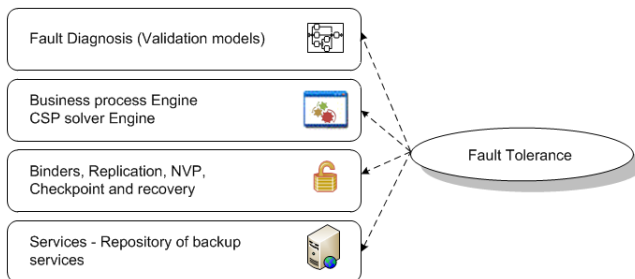 Fault Diagnosis (Validation models)
Business process Engine
CSP solver Engine
Binders, Replication, NVP,
Checkpoint and recovery
Services - Repository of backup
services
Fault Tolerance